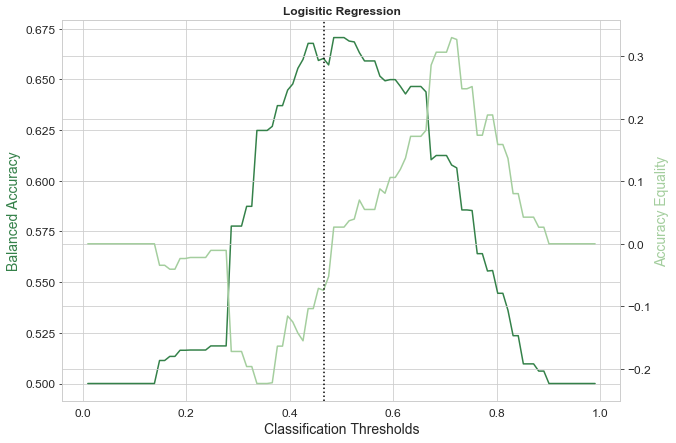 Logisitic Regression
0.675
0.650
0.625
0.600
0.575
0.550
0.525
0.500
Balanced Accuracy
0.3
0.2
0.1
0.0
−0.1
−0.2
Accuracy Equality
0.0 0.2 0.4 0.6 0.8 1.0
Classification Thresholds